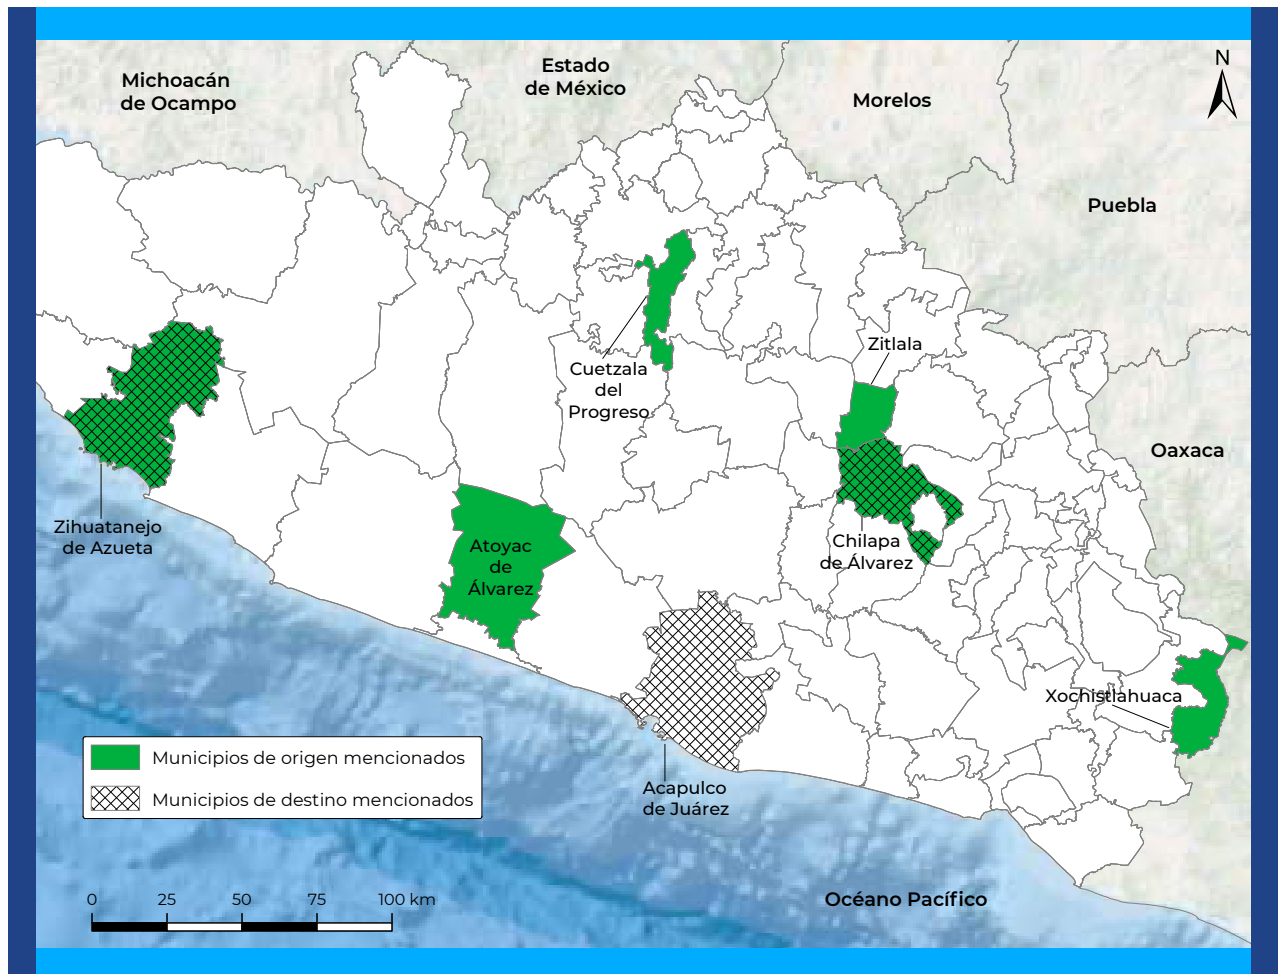 Michoacán
de Ocampo
Estado
de México
Morelos
N
Puebla
Zitlala
Cuetzala
del
Progreso
Oaxaca
Zihuatanejo
de Azueta
Atoyac
de
Álvarez
Chilapa
de Álvarez
Xochistlahuaca
Municipios de origen mencionados
Municipios de destino mencionados
Acapulco
de Juárez
0 25 50 75 100 km
Océano Pacífico